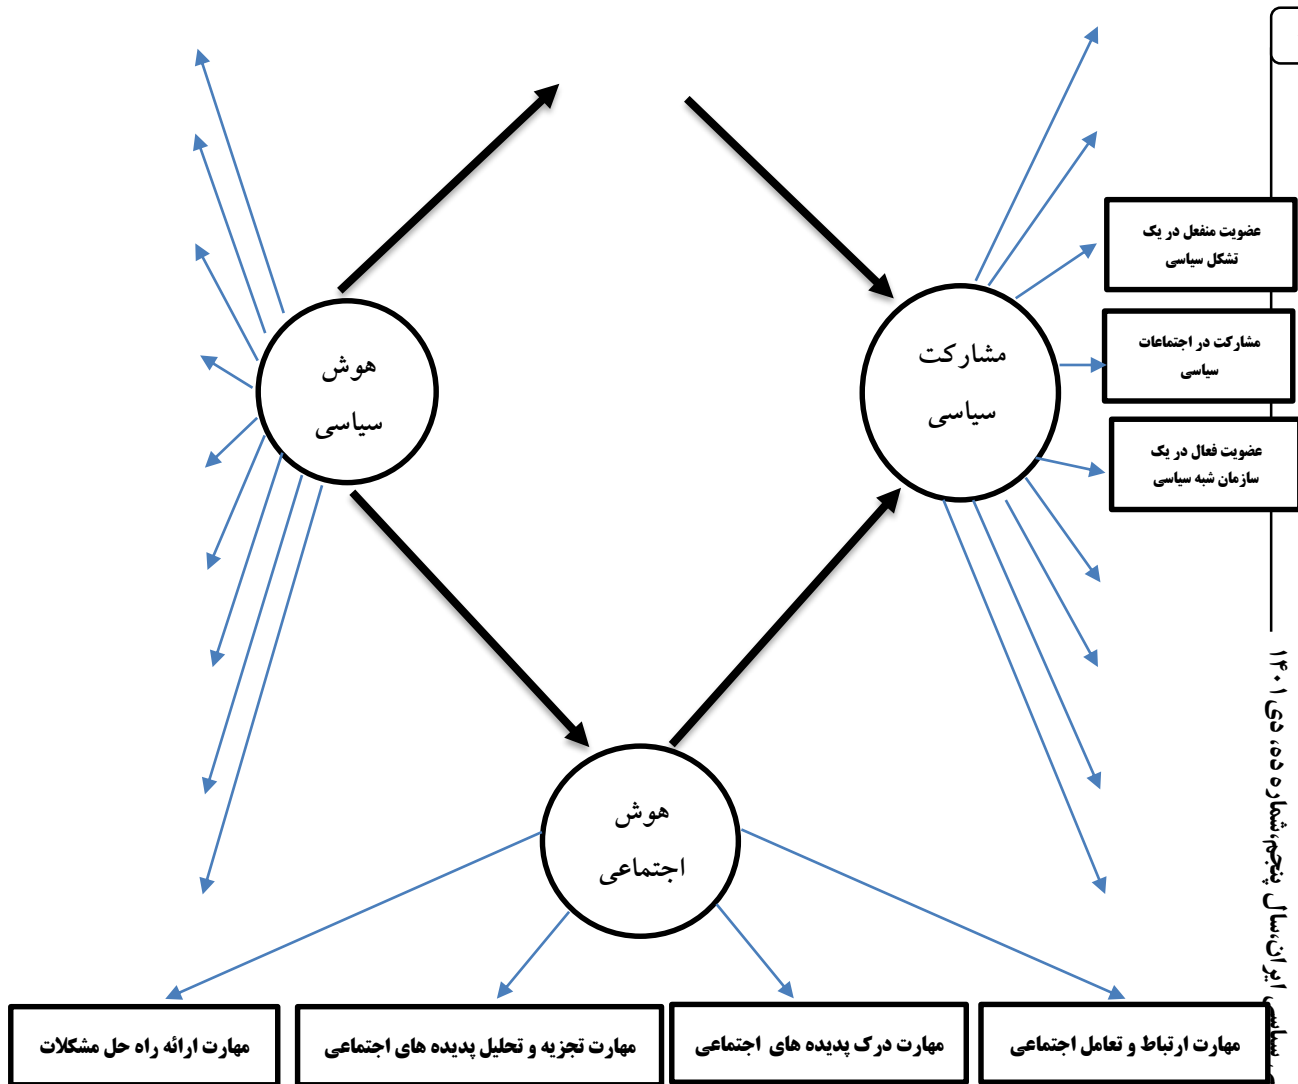 عضویت منفعل در یک
تشکل سیاسی
مشارکت در اجتماعات
سیاسی
عضویت فعال در یک
سازمان شبه سیاسی
مشارکت
سیاسی
هوش
سیاسی
هوش
اجتماعی
مهارت ارتباط و تعامل اجتماعی
مهارت درک پدیده های اجتماعی
مهارت تجزیه و تحلیل پدیده های اجتماعی
مهارت ارائه راه حل مشکلات
سیاسی ایران،سال پنجم،شماره ده، دی ۱۴۰۱